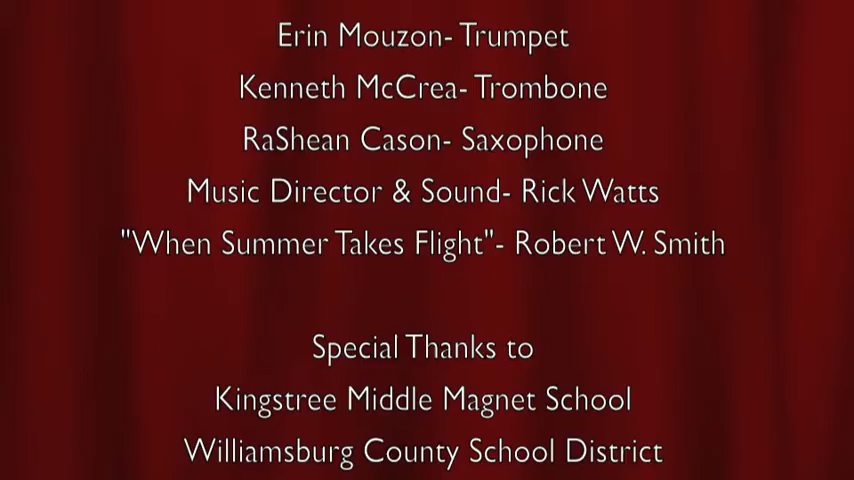 Erin Mouzon- Trumpet
Kenneth McCrea- Trombone
RaShean Cason- Saxophone
Music Director & Sound- Rick Watts
"When Summer Takes Flight"- Robert W. Smith
Special Thanks to
Kingstree Middle Magnet School
Williamsburg County School District